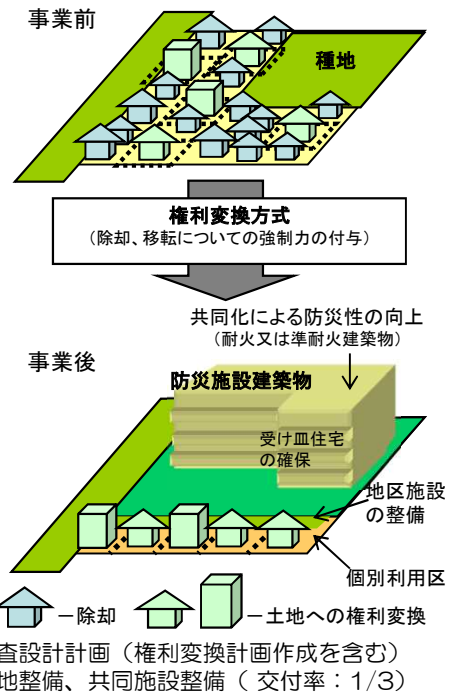 事業前
種地
権利変換方式
（除却、移転についての強制力の付与）
共同化による防災性の向上
（耐火又は準耐火建築物）
事業後
防災施設建築物
受け皿住宅
の確保
地区施設
の整備
個別利用区
－除却
－土地への権利変換
査設計計画（権利変換計画作成を含む）
地整備、共同施設整備（ 交付率：1/3）